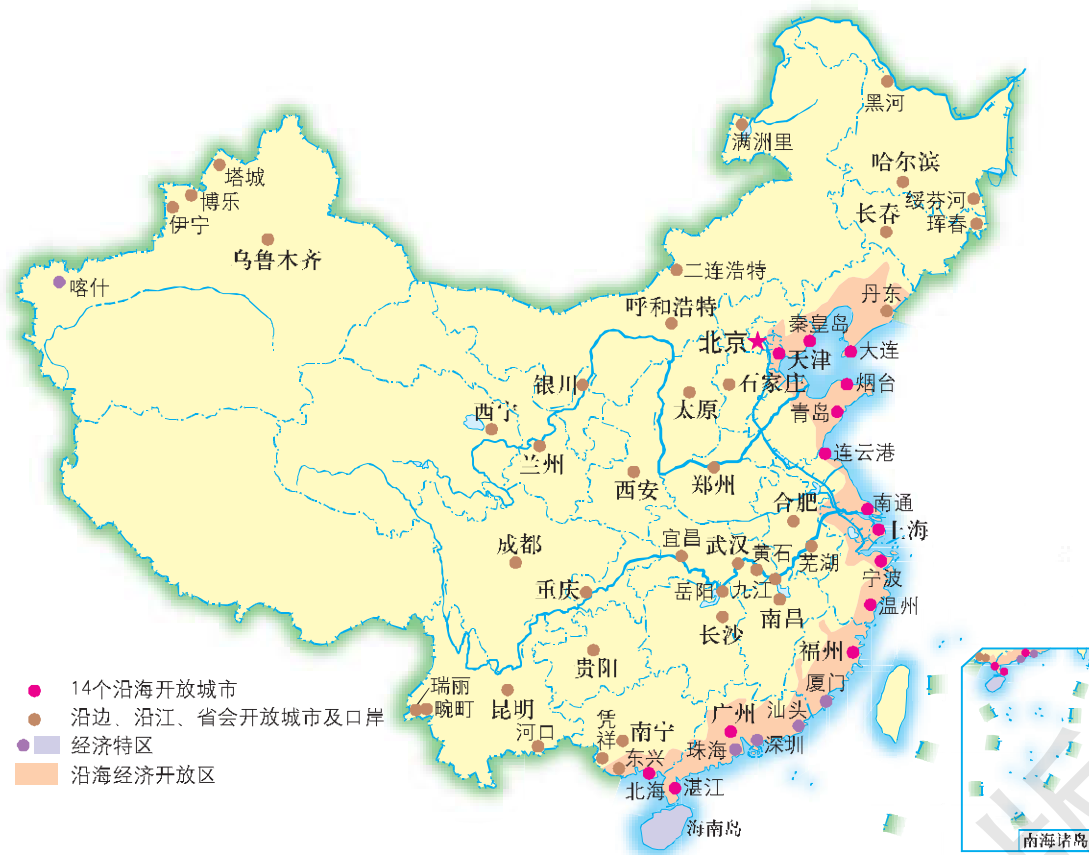 黑河
满洲里
哈尔滨
绥芬河
长春
珲春
塔城
博乐
伊宁
乌鲁木齐
喀什
二连浩特
呼和浩特
丹东
秦皇岛
北京
天津
大连
银川
石家庄
烟台
太原
青岛
西宁
兰州
连云港
西安
郑州
合肥
南通
上海
成都
宜昌
武汉
黄石
芜湖
重庆
岳阳
九江
宁波
南昌
温州
长沙
贵阳
福州
瑞丽
畹町
昆明
厦门
河口
凭祥
南宁
广州
汕头
东兴
珠海
深圳
北海
湛江
海南岛
南海诸岛
14个沿海开放城市
沿边、沿江、省会开放城市及口岸
经济特区
沿海经济开放区